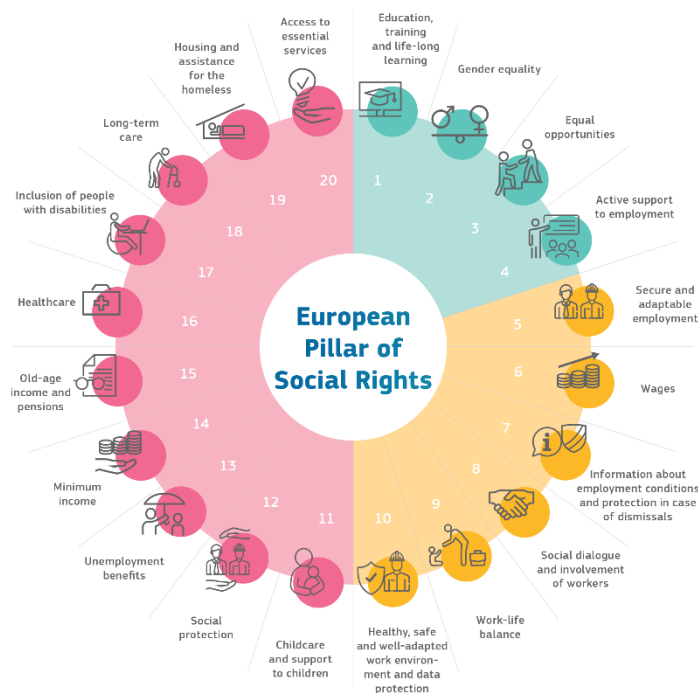 European
Pillar of
Social Rights
1
Education,
training
and life-long
learning
2
Gender equality
3
Equal
opportunities
4
Active support
to employment
5
Secure and
adaptable
employment
6
Wages
7
Information about
employment conditions
and protection in case
of dismissals
8
Social dialogue
and involvement
of workers
9
Work-life
balance
10
Healthy, safe
and well-adapted
work environ-
ment and data
protection
11
Childcare
and support
to children
12
Social
protection
13
Unemployment
benefits
14
Minimum
income
15
Old-age
income and
pensions
16
Healthcare
17
Inclusion of people
with disabilities
18
Long-term
care
19
Housing and
assistance
for the
homeless
20
Access to
essential
services